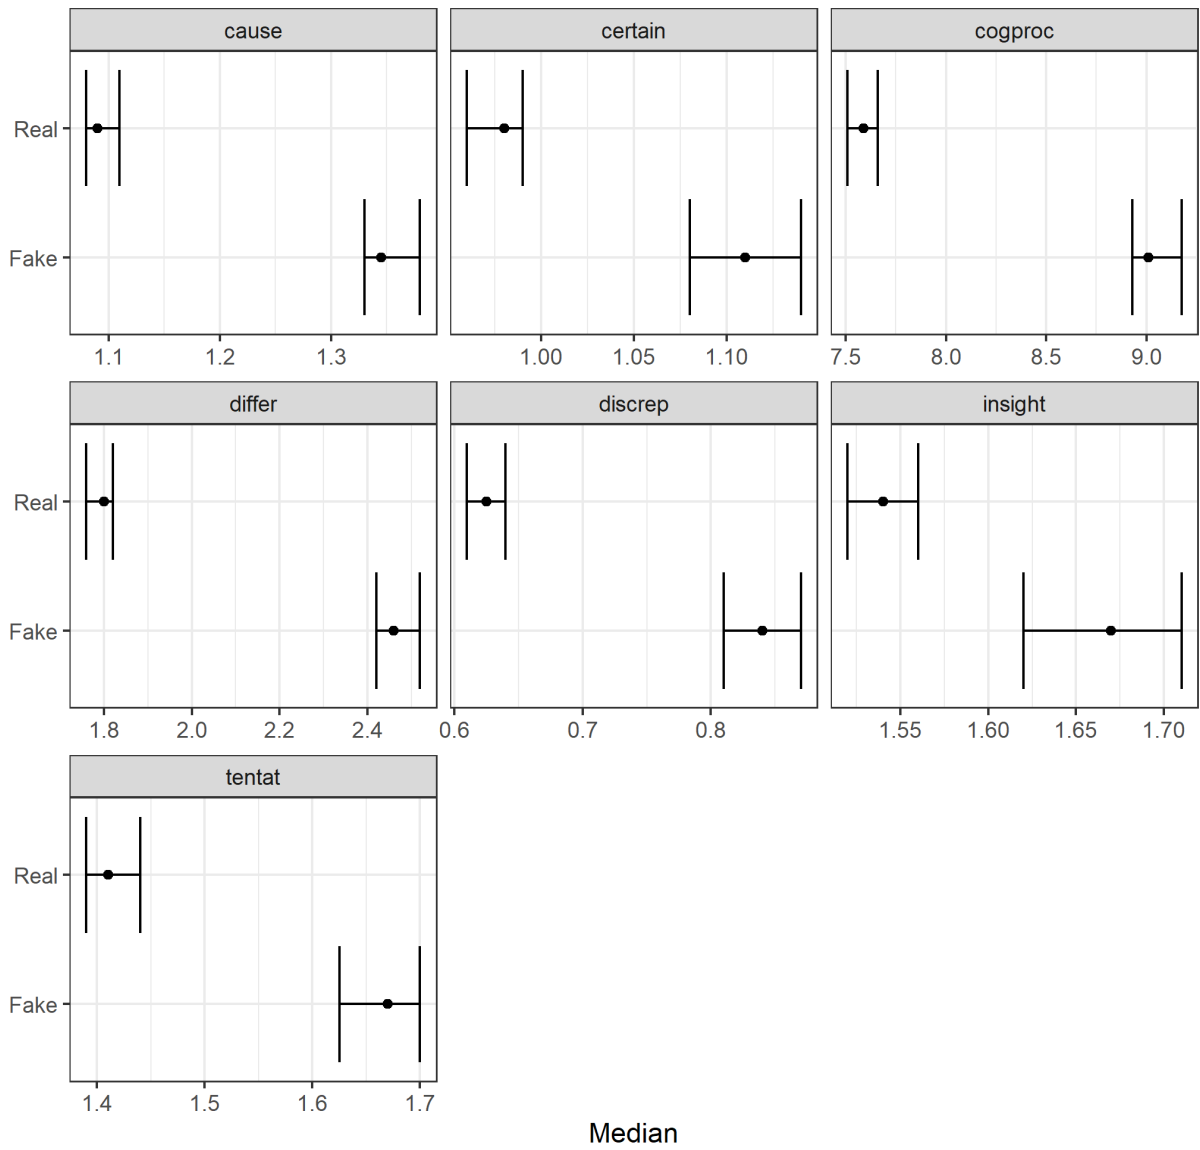 cause certain cogproc
Real
Fake
1.1 1.2 1.3 1.00 1.05 1.10 7.5 8.0 8.5 9.0
differ discrep insight
Real
Fake
1.8 2.0 2.2 2.4 0.6 0.7 0.8 1.55 1.60 1.65 1.70
tentat
Real
Fake
1.4 1.5 1.6 1.7
Median